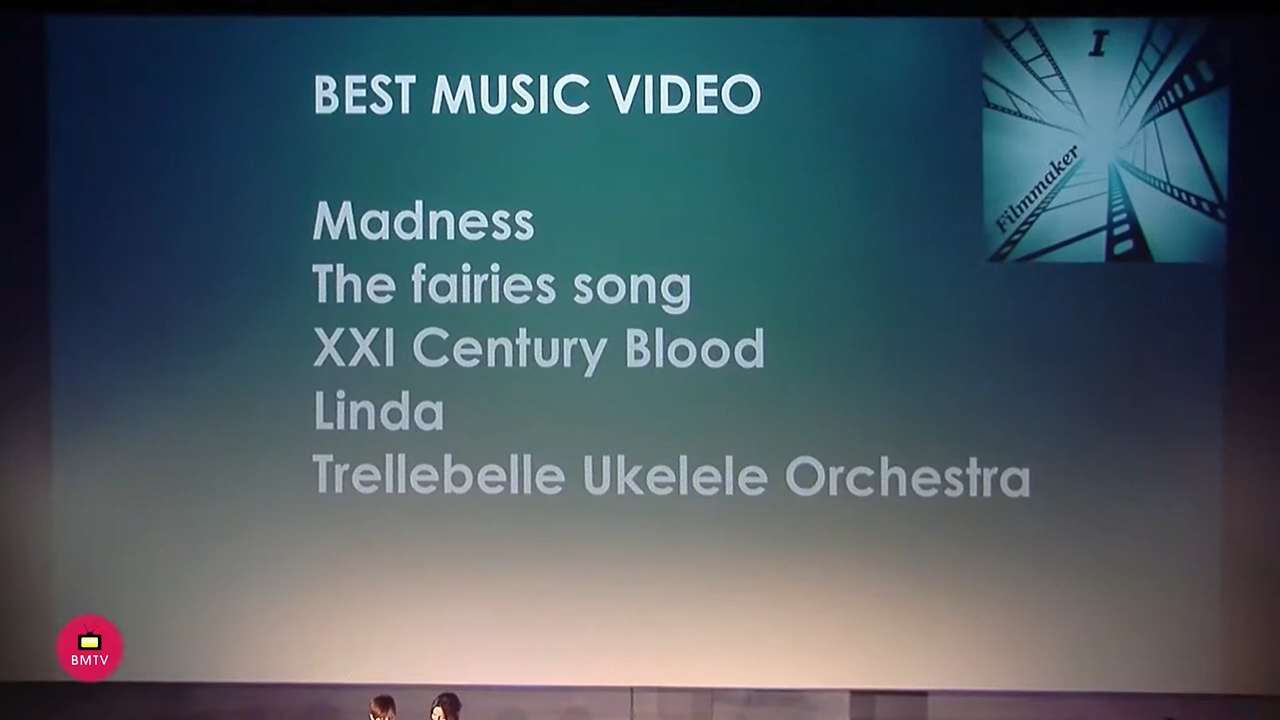 BEST MUSIC VIDEO
I
Filmmaker
Madness
The fairies song
XXI Century Blood
Linda
Trellebelle Ukelele Orchestra
BMTV